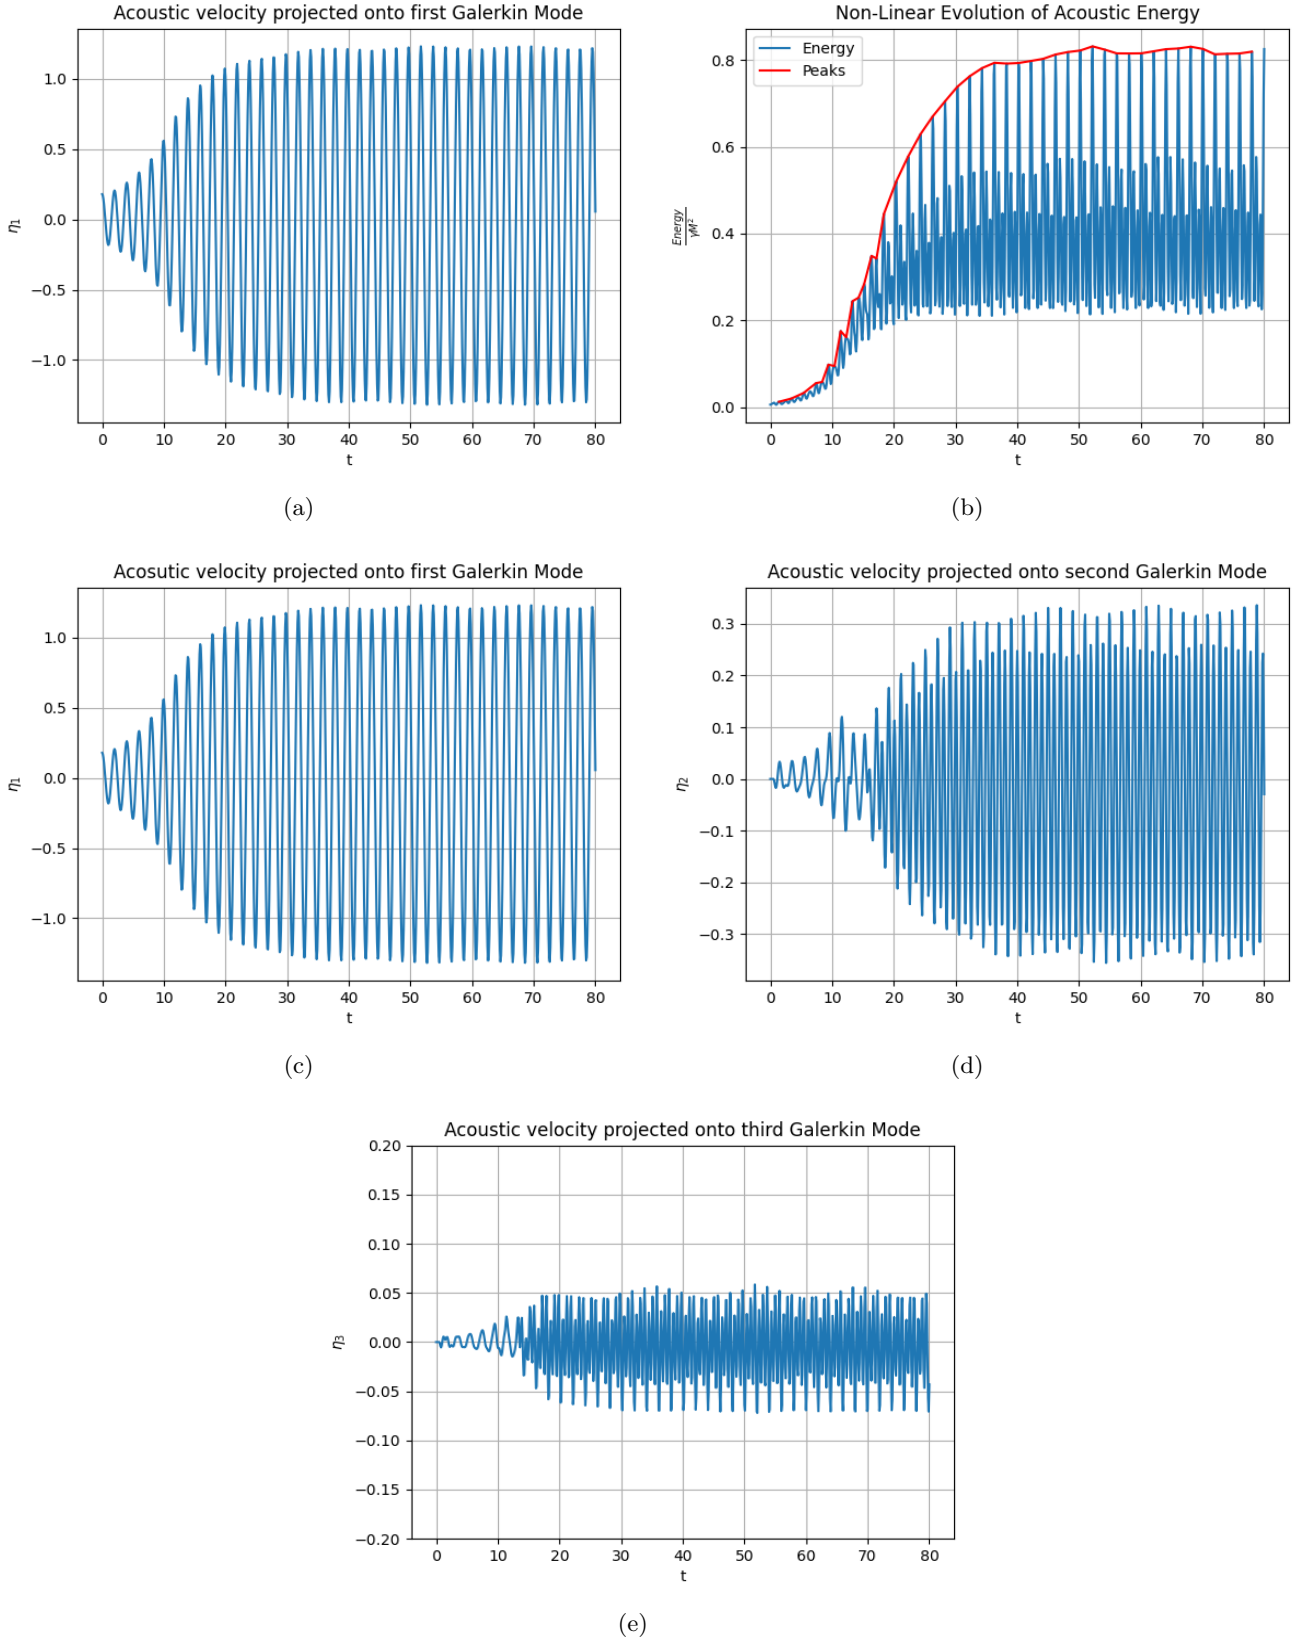 Acoustic velocity projected onto first Galerkin Mode
1.0
0.5
0.0
−0.5
−1.0
η1
0 10 20 30 40 50 60 70 80
t
(a)
Non-Linear Evolution of Acoustic Energy
Energy
Peaks
0.8
0.6
0.4
0.2
0.0
Energy
γM²
0 10 20 30 40 50 60 70 80
t
(b)
Acosutic velocity projected onto first Galerkin Mode
1.0
0.5
0.0
−0.5
−1.0
η1
0 10 20 30 40 50 60 70 80
t
(c)
Acoustic velocity projected onto second Galerkin Mode
0.3
0.2
0.1
0.0
−0.1
−0.2
−0.3
η2
0 10 20 30 40 50 60 70 80
t
(d)
Acoustic velocity projected onto third Galerkin Mode
0.20
0.15
0.10
0.05
0.00
−0.05
−0.10
−0.15
−0.20
η3
0 10 20 30 40 50 60 70 80
t
(e)